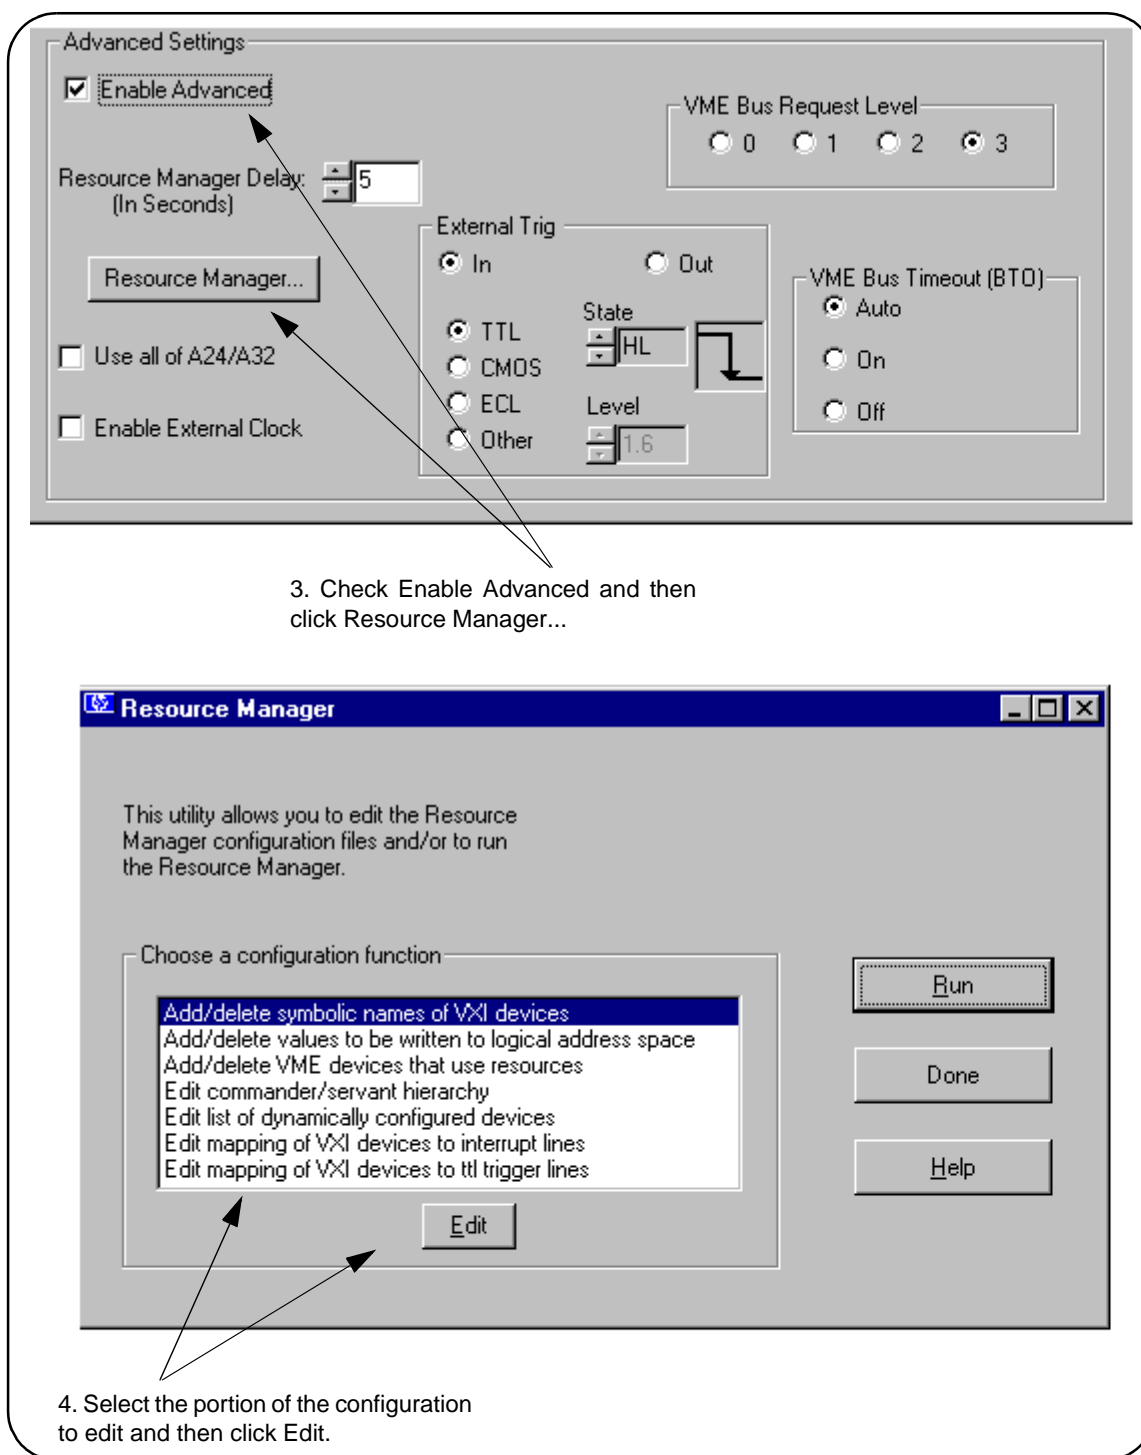 Advanced Settings
Enable Advanced
VME Bus Request Level
0 1 2 3
Resource Manager Delay:
(In Seconds)
5
External Trig
In Out
Resource Manager...
VME Bus Timeout (BTO)
Auto
State
TTL
HL
Use all of A24/A32
CMOS
On
ECL
Level
Off
Enable External Clock
Other
1.6
3. Check Enable Advanced and then
click Resource Manager...
Resource Manager
This utility allows you to edit the Resource
Manager configuration files and/or to run
the Resource Manager.
Choose a configuration function
Run
Add/delete symbolic names of VXI devices
Add/delete values to be written to logical address space
Add/delete VME devices that use resources
Done
Edit commander/servant hierarchy
Edit list of dynamically configured devices
Edit mapping of VXI devices to interrupt lines
Edit mapping of VXI devices to ttl trigger lines
Help
Edit
4. Select the portion of the configuration
to edit and then click Edit.